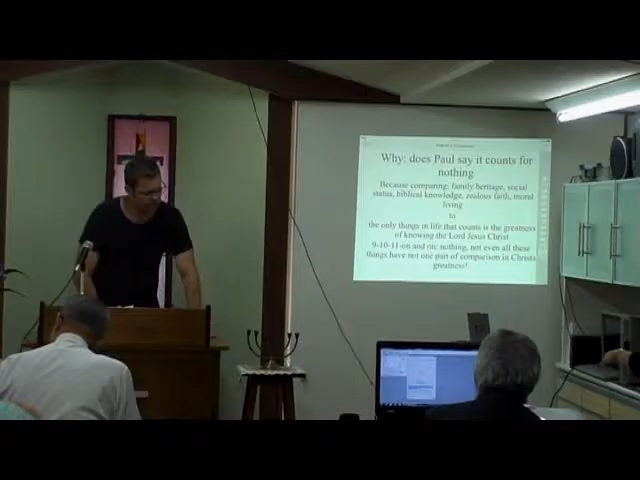 Why: does Paul say it counts for
nothing
Because comparing; family heritage, social
status, biblical knowledge, zealous faith, moral
living
to
the only things in life that counts is the greatness
of knowing the Lord Jesus Christ
9-10-11-on and on: nothing, not even all these
things have not one part of comparison in Christs
greatness?